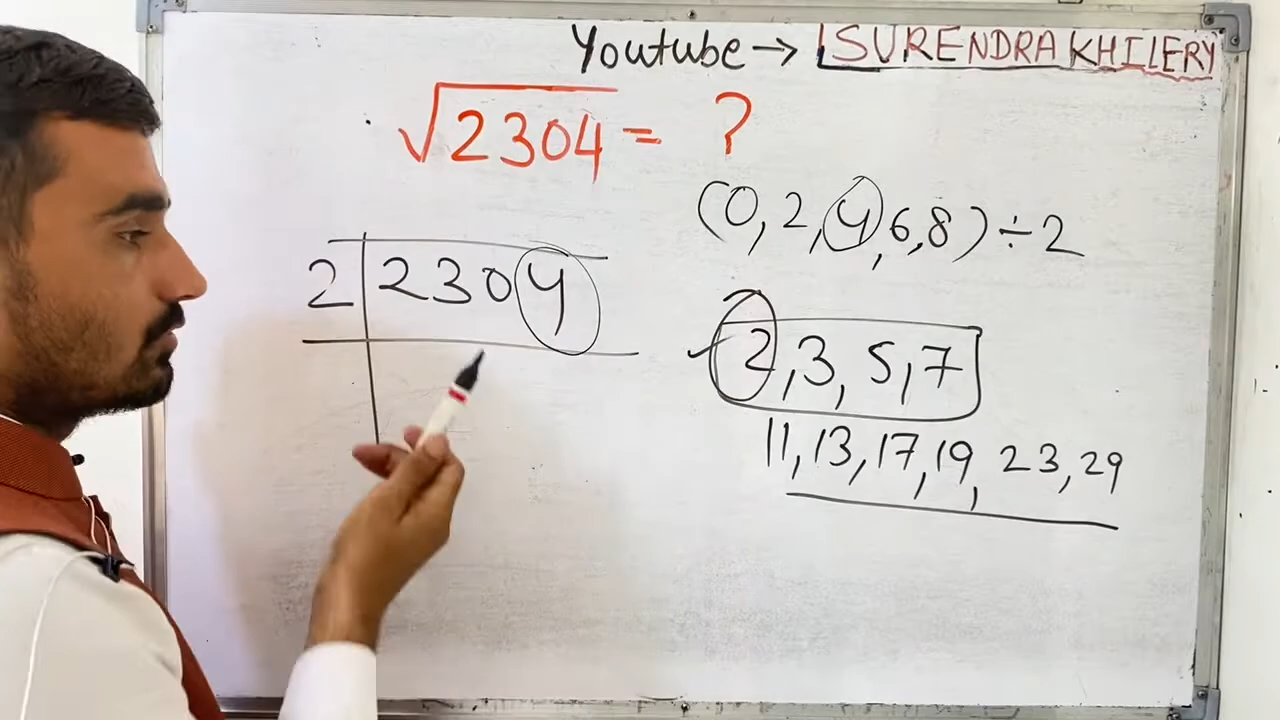 Youtube → SURENDRA KHILERY
√2304 = ?
(0, 2, 4, 6, 8) ÷ 2
2 2304
2, 3, 5, 7
11, 13, 17, 19, 23, 29